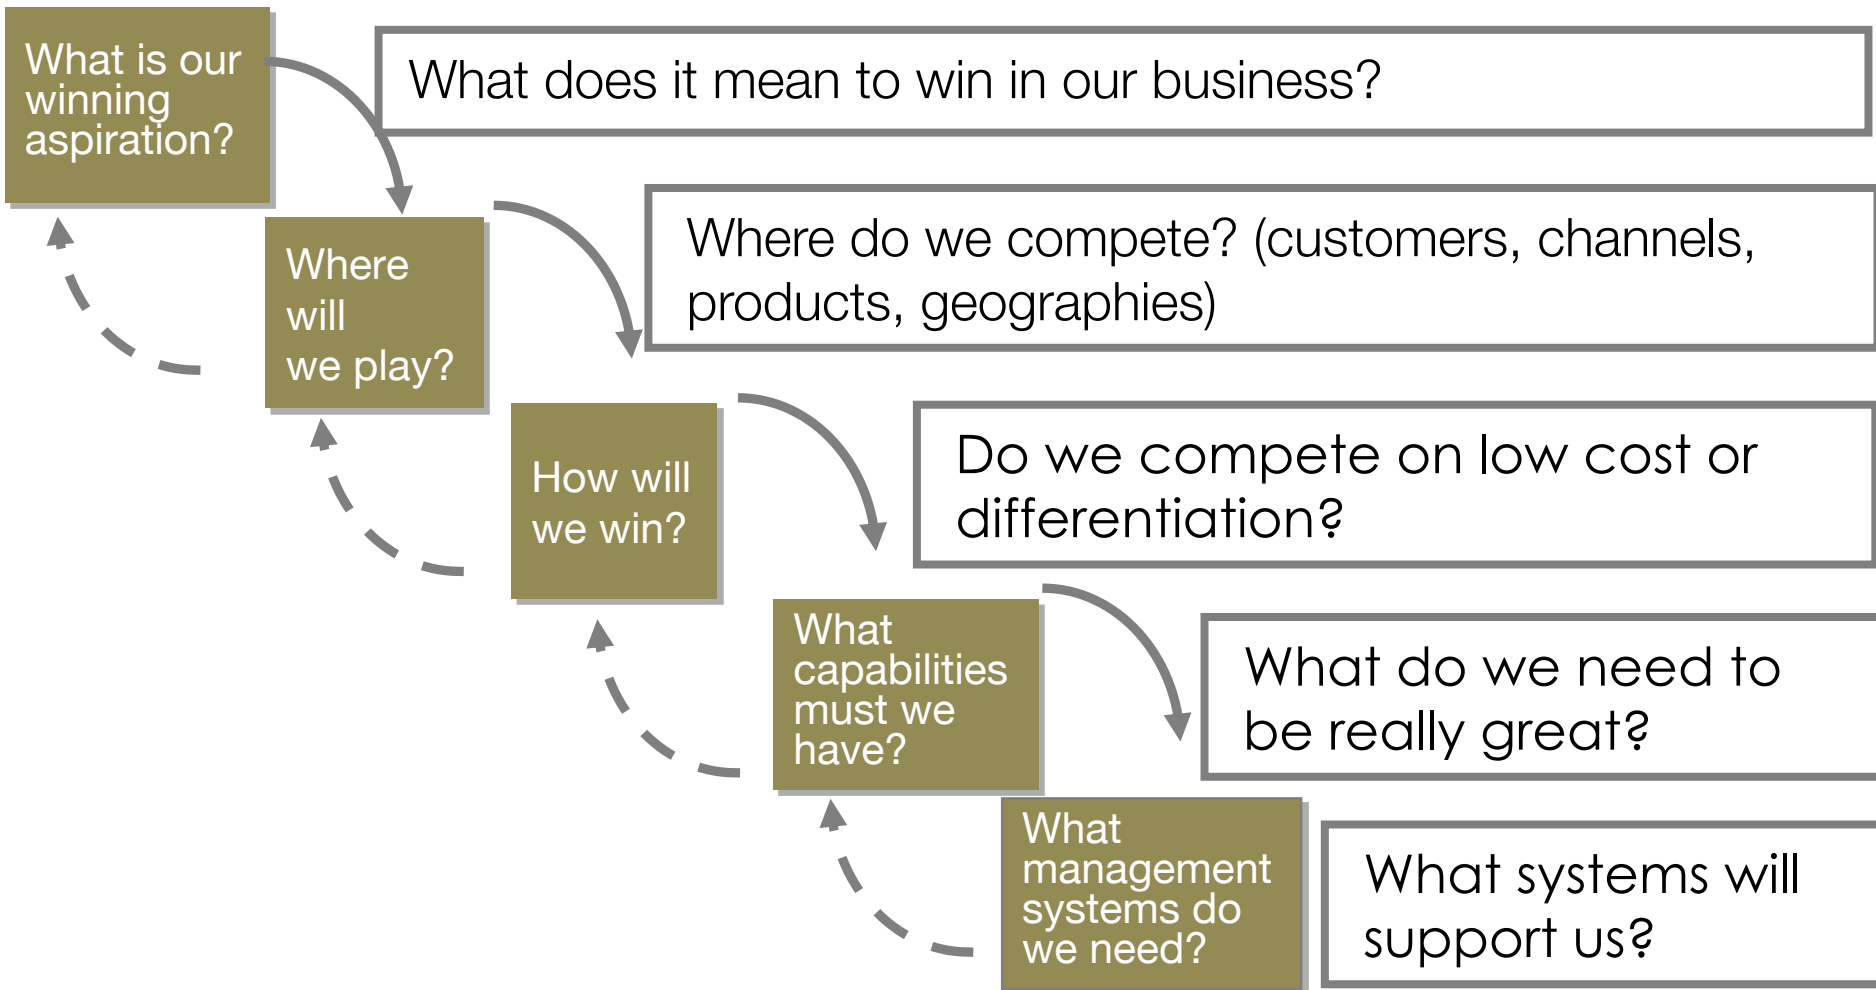 What is our
winning
aspiration?
What does it mean to win in our business?
Where
will
we play?
Where do we compete? (customers, channels,
products, geographies)
How will
we win?
Do we compete on low cost or
differentiation?
What
capabilities
must we
have?
What do we need to
be really great?
What
management
systems do
we need?
What systems will
support us?